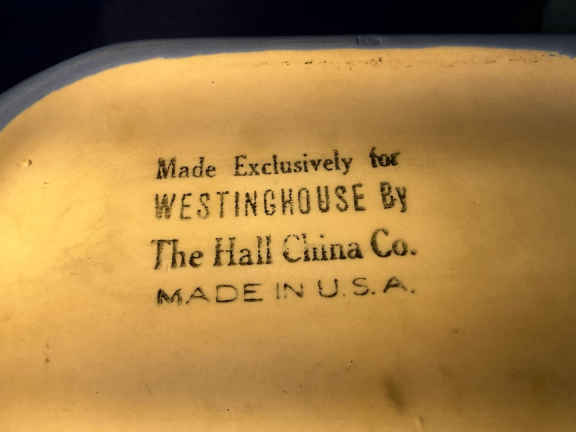 Made Exclusively for
WESTINGHOUSE By
The Hall China Co.
MADE IN U.S.A.